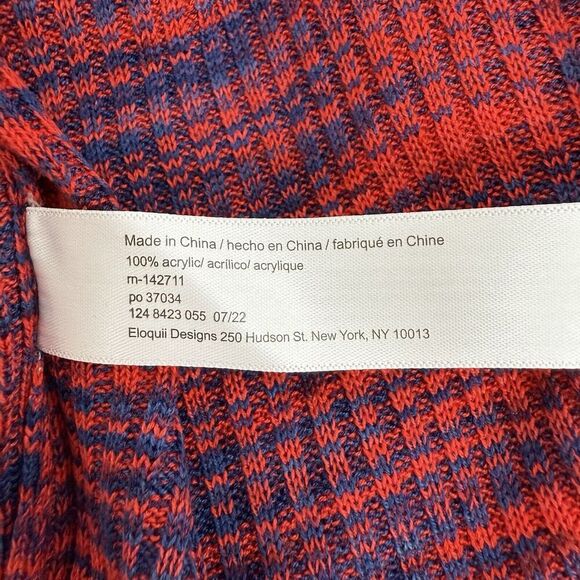 Made in China / hecho en China / fabriqué en Chine
100% acrylic/ acrílico/ acrylique
rn-142711
po 37034
124 8423 055 07/22
Eloquii Designs 250 Hudson St. New York, NY 10013